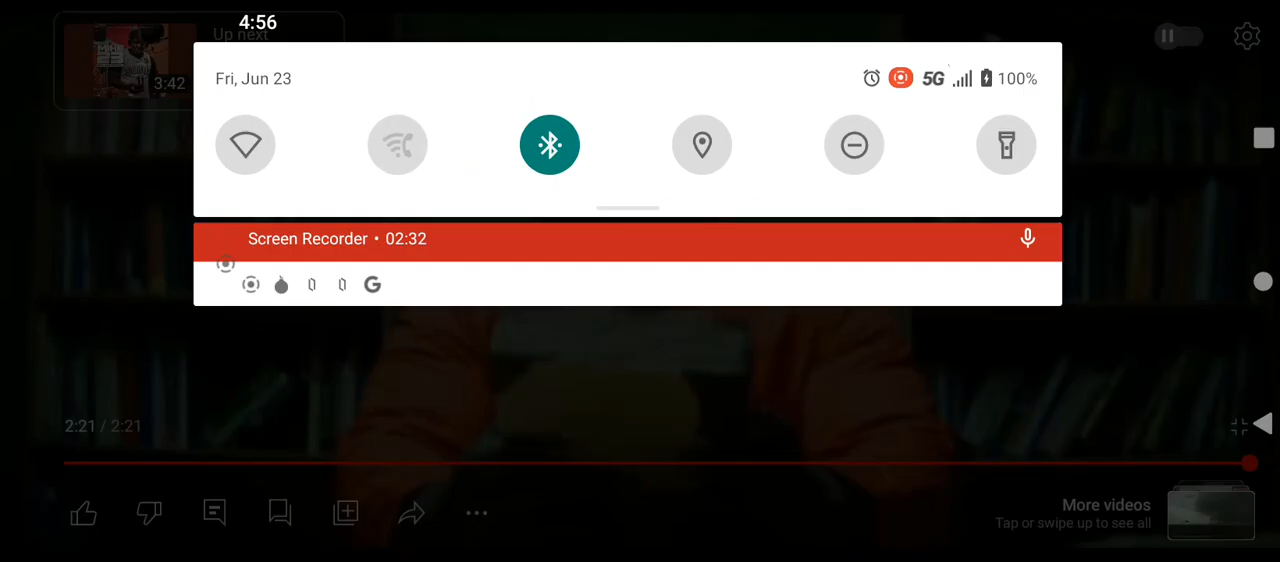 4:56
Up next
3:42
Fri, Jun 23
5G
100%
Screen Recorder • 02:32
G
2:21 / 2:21
More videos
Tap or swipe up to see all